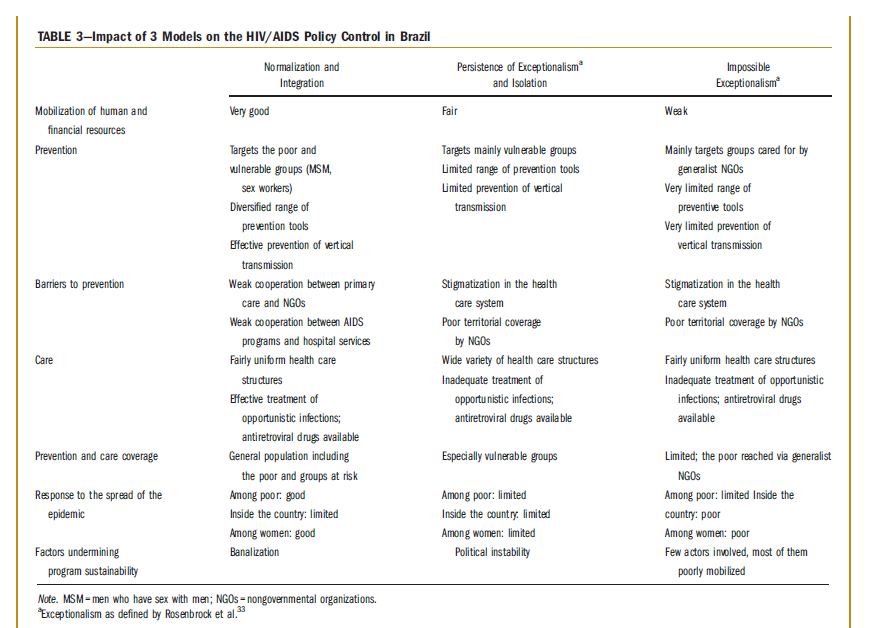 TABLE 3—Impact of 3 Models on the HIV/AIDS Policy Control in Brazil
Normalization and Integration
Persistence of Exceptionalismᵃ and Isolation
Impossible Exceptionalismᵃ
Mobilization of human and financial resources
Very good
Fair
Weak
Prevention
Targets the poor and
vulnerable groups (MSM,
sex workers)
Diversified range of
prevention tools
Effective prevention of vertical
transmission
Targets mainly vulnerable groups
Limited range of prevention tools
Limited prevention of vertical
transmission
Mainly targets groups cared for by
generalist NGOs
Very limited range of
preventive tools
Very limited prevention of
vertical transmission
Barriers to prevention
Weak cooperation between primary
care and NGOs
Weak cooperation between AIDS
programs and hospital services
Stigmatization in the health
care system
Poor territorial coverage
by NGOs
Stigmatization in the health
care system
Poor territorial coverage by NGOs
Care
Fairly uniform health care
structures
Effective treatment of
opportunistic infections;
antiretroviral drugs available
Wide variety of health care structures
Inadequate treatment of
opportunistic infections;
antiretroviral drugs available
Fairly uniform health care structures
Inadequate treatment of opportunistic
infections; antiretroviral drugs
available
Prevention and care coverage
General population including
the poor and groups at risk
Especially vulnerable groups
Limited; the poor reached via generalist
NGOs
Response to the spread of the
epidemic
Among poor: good
Inside the country: limited
Among women: good
Among poor: limited
Inside the country: limited
Among women: limited
Among poor: limited Inside the
country: poor
Among women: poor
Factors undermining
program sustainability
Banalization
Political instability
Few actors involved, most of them
poorly mobilized
Note. MSM = men who have sex with men; NGOs = nongovernmental organizations.
ᵃExceptionalism as defined by Rosenbrock et al.³³